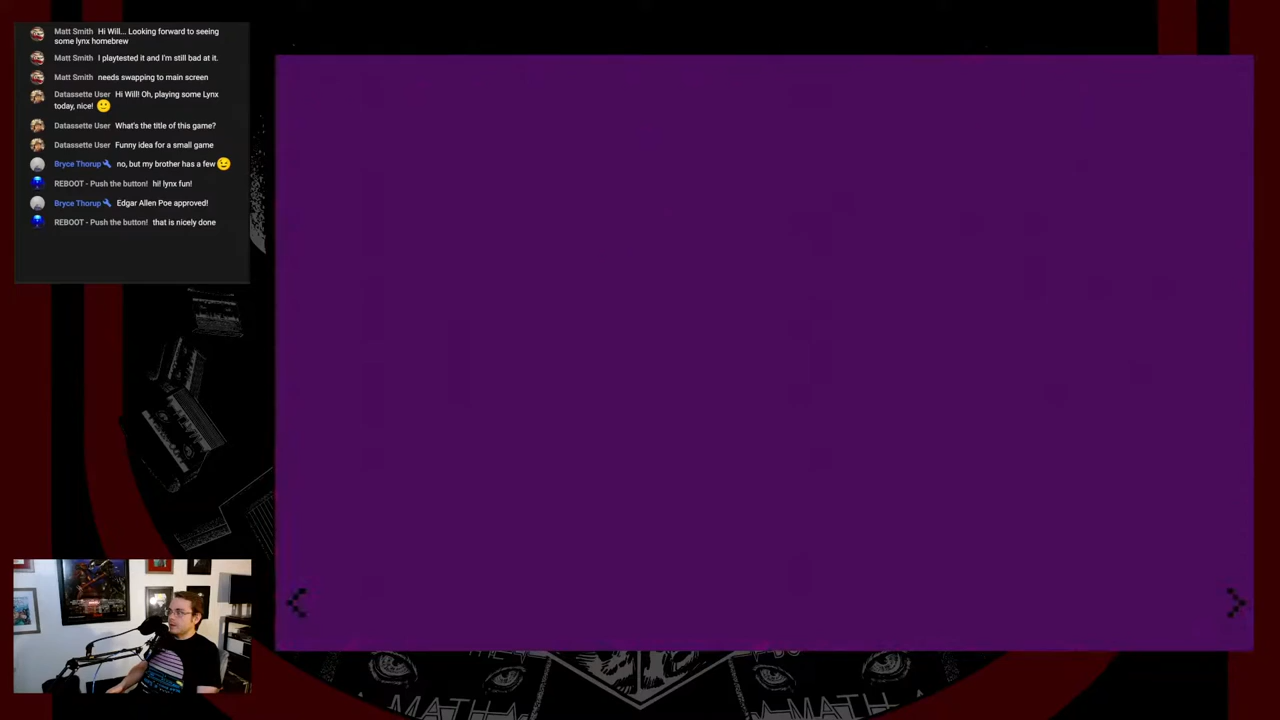 Matt Smith Hi Will... Looking forward to seeing
some lynx homebrew
Matt Smith I playtested it and I'm still bad at it.
Matt Smith needs swapping to main screen
Datassette User Hi Will! Oh, playing some Lynx
today, nice! 🙂
Datassette User What's the title of this game?
Datassette User Funny idea for a small game
Bryce Thorup no, but my brother has a few 😉
REBOOT - Push the button! hi! lynx fun!
Bryce Thorup Edgar Allen Poe approved!
REBOOT - Push the button! that is nicely done
< >
A MATH A